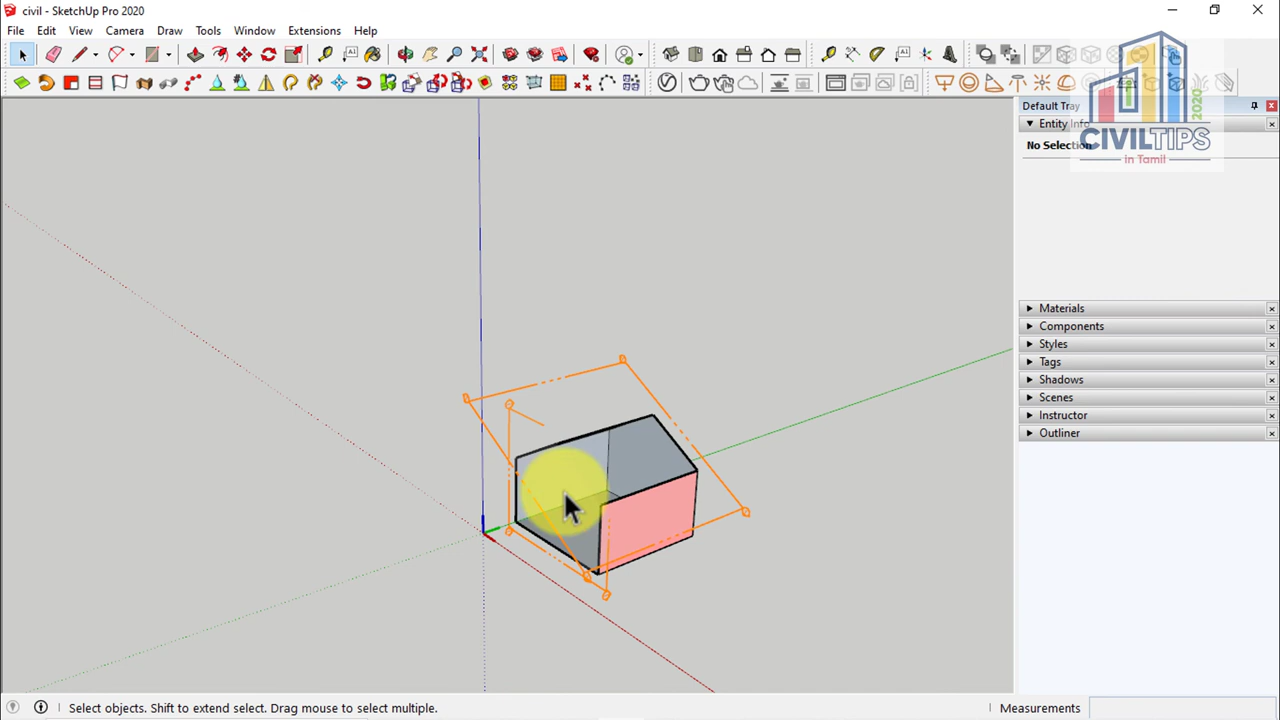 civil - SketchUp Pro 2020
File Edit View Camera Draw Tools Window Extensions Help
Default Tray
Entity Info
No Selection
2020
CIVILTIPS
in Tamil
Materials
Components
Styles
Tags
Shadows
Scenes
Instructor
Outliner
Select objects. Shift to extend select. Drag mouse to select multiple.
Measurements